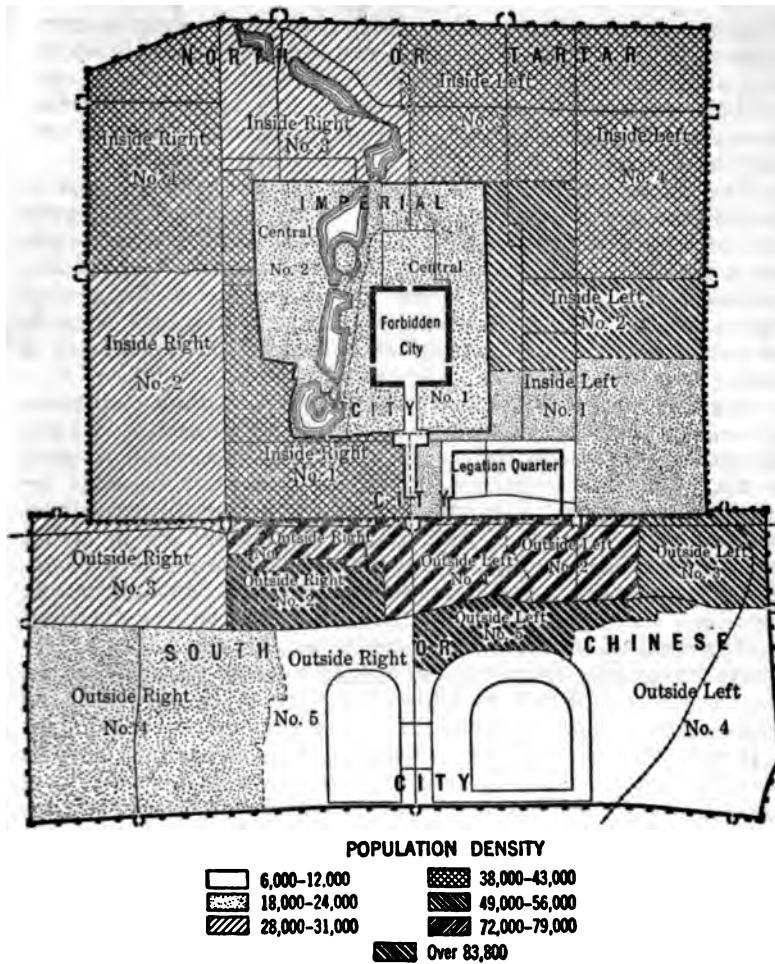 NORTH OR TARTAR
Inside Left
No. 3
Inside Right
No. 3
Inside Right
No. 4
Inside Left
No. 4
IMPERIAL
Central
No. 2
Central
Forbidden
City
Inside Left
No. 2
Inside Right
No. 2
No. 1
CITY
Inside Left
No. 1
Inside Right
No. 1
Legation Quarter
CITY
Outside Right
No.
Outside Left
No. 1
Outside Left
No. 2
Outside Left
No. 3
Outside Right
No. 3
Outside Right
No. 2
Outside Left
No. 5
SOUTH OR CHINESE
Outside Right
No. 5
Outside Right
No. 4
Outside Left
No. 4
CITY
POPULATION DENSITY
6,000–12,000
18,000–24,000
28,000–31,000
38,000–43,000
49,000–56,000
72,000–79,000
Over 83,800